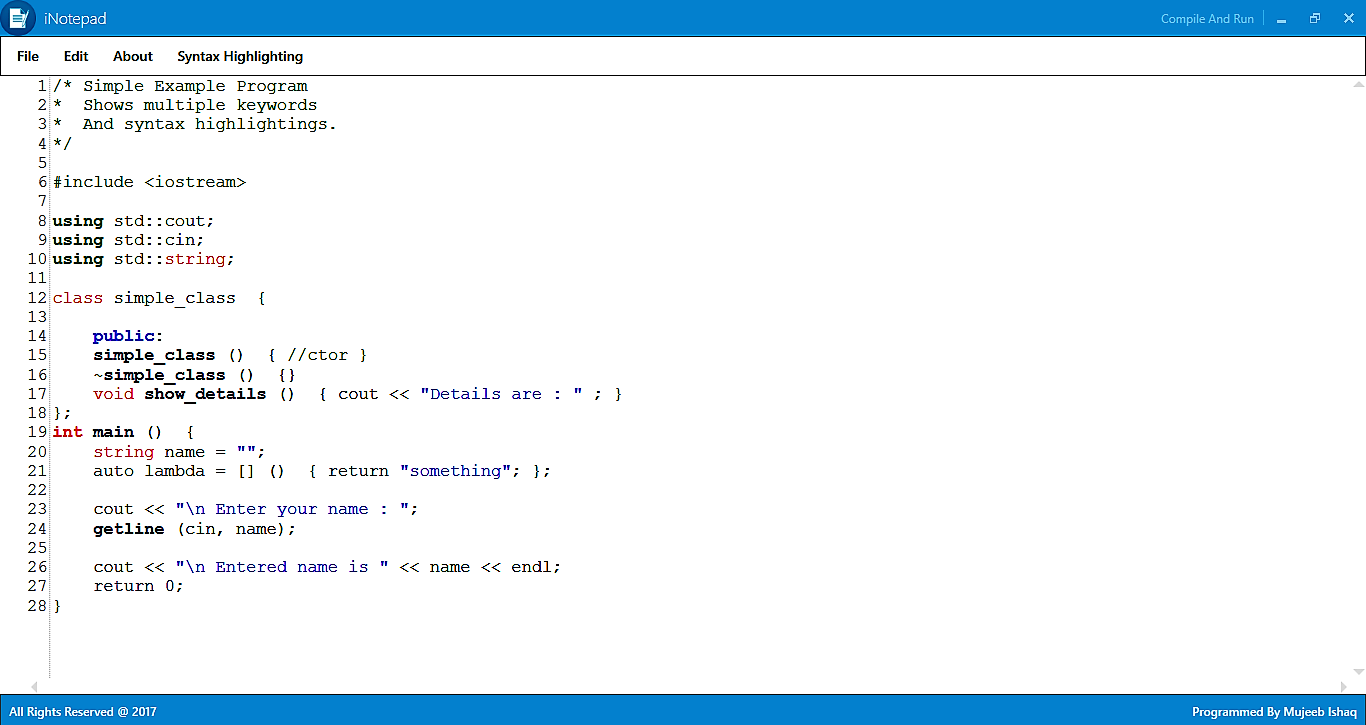 iNotepad Compile And Run
File Edit About Syntax Highlighting
1 /* Simple Example Program
2 *  Shows multiple keywords
3 *  And syntax highlightings.
4 */
5
6 #include <iostream>
7
8 using std::cout;
9 using std::cin;
10 using std::string;
11
12 class simple_class  {
13
14     public:
15     simple_class ()  { //ctor }
16     ~simple_class ()  {}
17     void show_details ()  { cout << "Details are : " ; }
18 };
19 int main ()  {
20     string name = "";
21     auto lambda = [] ()  { return "something"; };
22
23     cout << "\n Enter your name : ";
24     getline (cin, name);
25
26     cout << "\n Entered name is " << name << endl;
27     return 0;
28 }
All Rights Reserved @ 2017 Programmed By Mujeeb Ishaq